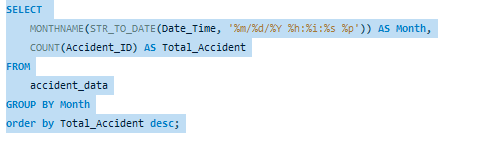 SELECT
MONTHNAME(STR_TO_DATE(Date_Time, '%m/%d/%Y %h:%i:%s %p')) AS Month,
COUNT(Accident_ID) AS Total_Accident
FROM
accident_data
GROUP BY Month
order by Total_Accident desc;